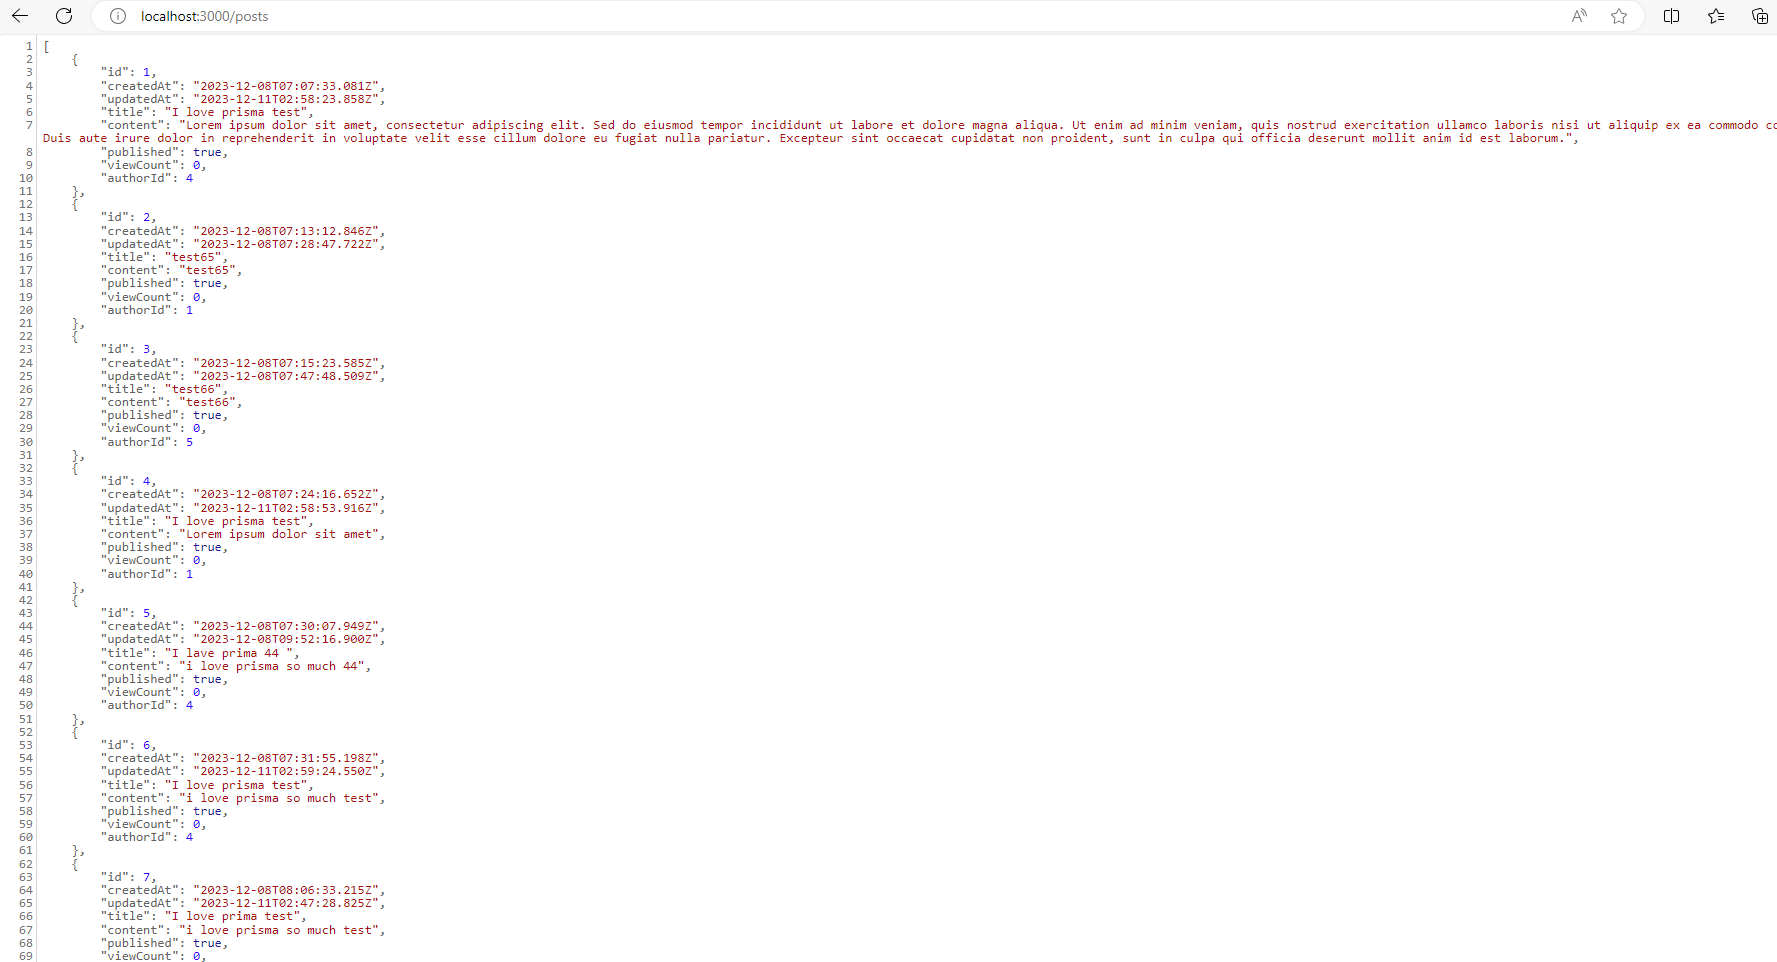 localhost:3000/posts
1 [
2 {
3 "id": 1,
4 "createdAt": "2023-12-08T07:07:33.081Z",
5 "updatedAt": "2023-12-11T02:58:23.858Z",
6 "title": "I love prisma test",
7 "content": "Lorem ipsum dolor sit amet, consectetur adipiscing elit. Sed do eiusmod tempor incididunt ut labore et dolore magna aliqua. Ut enim ad minim veniam, quis nostrud exercitation ullamco laboris nisi ut aliquip ex ea commodo
Duis aute irure dolor in reprehenderit in voluptate velit esse cillum dolore eu fugiat nulla pariatur. Excepteur sint occaecat cupidatat non proident, sunt in culpa qui officia deserunt mollit anim id est laborum.",
8 "published": true,
9 "viewCount": 0,
10 "authorId": 4
11 },
12 {
13 "id": 2,
14 "createdAt": "2023-12-08T07:13:12.846Z",
15 "updatedAt": "2023-12-08T07:28:47.722Z",
16 "title": "test65",
17 "content": "test65",
18 "published": true,
19 "viewCount": 0,
20 "authorId": 1
21 },
22 {
23 "id": 3,
24 "createdAt": "2023-12-08T07:15:23.585Z",
25 "updatedAt": "2023-12-08T07:47:48.509Z",
26 "title": "test66",
27 "content": "test66",
28 "published": true,
29 "viewCount": 0,
30 "authorId": 5
31 },
32 {
33 "id": 4,
34 "createdAt": "2023-12-08T07:24:16.652Z",
35 "updatedAt": "2023-12-11T02:58:53.916Z",
36 "title": "I love prisma test",
37 "content": "Lorem ipsum dolor sit amet",
38 "published": true,
39 "viewCount": 0,
40 "authorId": 1
41 },
42 {
43 "id": 5,
44 "createdAt": "2023-12-08T07:30:07.949Z",
45 "updatedAt": "2023-12-08T09:52:16.900Z",
46 "title": "I lave prima 44 ",
47 "content": "i love prisma so much 44",
48 "published": true,
49 "viewCount": 0,
50 "authorId": 4
51 },
52 {
53 "id": 6,
54 "createdAt": "2023-12-08T07:31:55.198Z",
55 "updatedAt": "2023-12-11T02:59:24.550Z",
56 "title": "I love prisma test",
57 "content": "i love prisma so much test",
58 "published": true,
59 "viewCount": 0,
60 "authorId": 4
61 },
62 {
63 "id": 7,
64 "createdAt": "2023-12-08T08:06:33.215Z",
65 "updatedAt": "2023-12-11T02:47:28.825Z",
66 "title": "I love prima test",
67 "content": "i love prisma so much test",
68 "published": true,
69 "viewCount": 0,